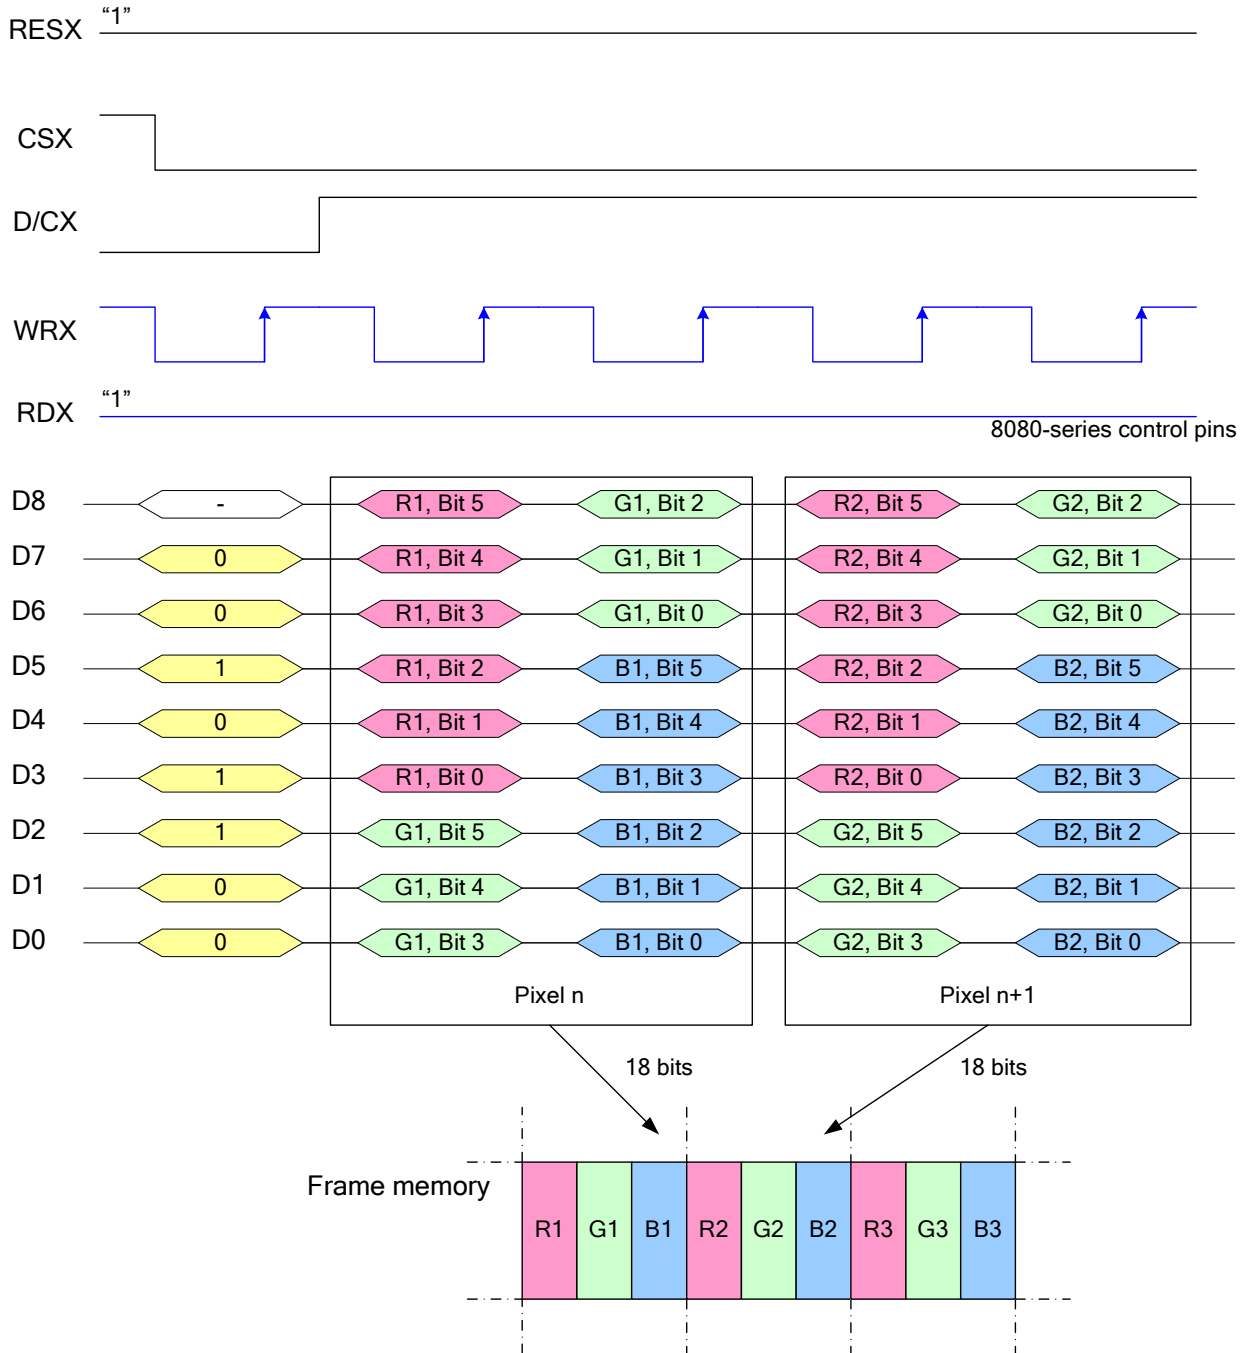 RESX “1”
CSX
D/CX
WRX
RDX “1”
8080-series control pins
D8 - R1, Bit 5 G1, Bit 2 R2, Bit 5 G2, Bit 2
D7 0 R1, Bit 4 G1, Bit 1 R2, Bit 4 G2, Bit 1
D6 0 R1, Bit 3 G1, Bit 0 R2, Bit 3 G2, Bit 0
D5 1 R1, Bit 2 B1, Bit 5 R2, Bit 2 B2, Bit 5
D4 0 R1, Bit 1 B1, Bit 4 R2, Bit 1 B2, Bit 4
D3 1 R1, Bit 0 B1, Bit 3 R2, Bit 0 B2, Bit 3
D2 1 G1, Bit 5 B1, Bit 2 G2, Bit 5 B2, Bit 2
D1 0 G1, Bit 4 B1, Bit 1 G2, Bit 4 B2, Bit 1
D0 0 G1, Bit 3 B1, Bit 0 G2, Bit 3 B2, Bit 0
Pixel n Pixel n+1
18 bits 18 bits
Frame memory
R1 G1 B1 R2 G2 B2 R3 G3 B3